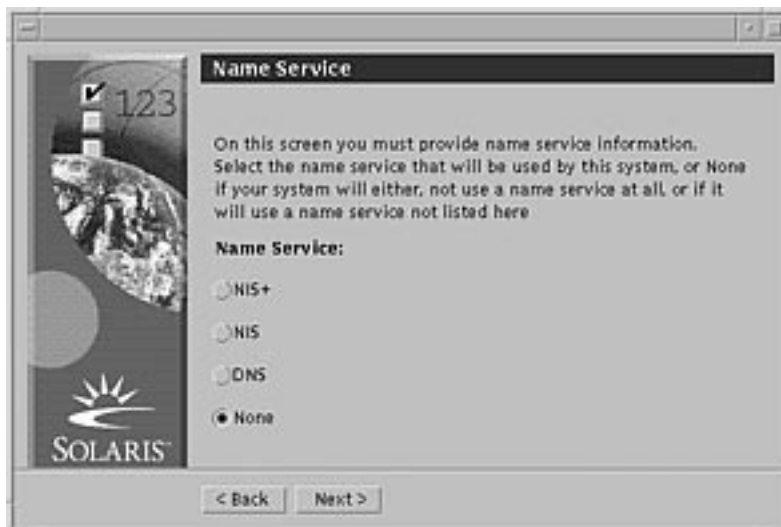 Name Service
123
On this screen you must provide name service information.
Select the name service that will be used by this system, or None
if your system will either, not use a name service at all, or if it
will use a name service not listed here
Name Service:
NIS+
NIS
DNS
None
SOLARIS™
< Back
Next >